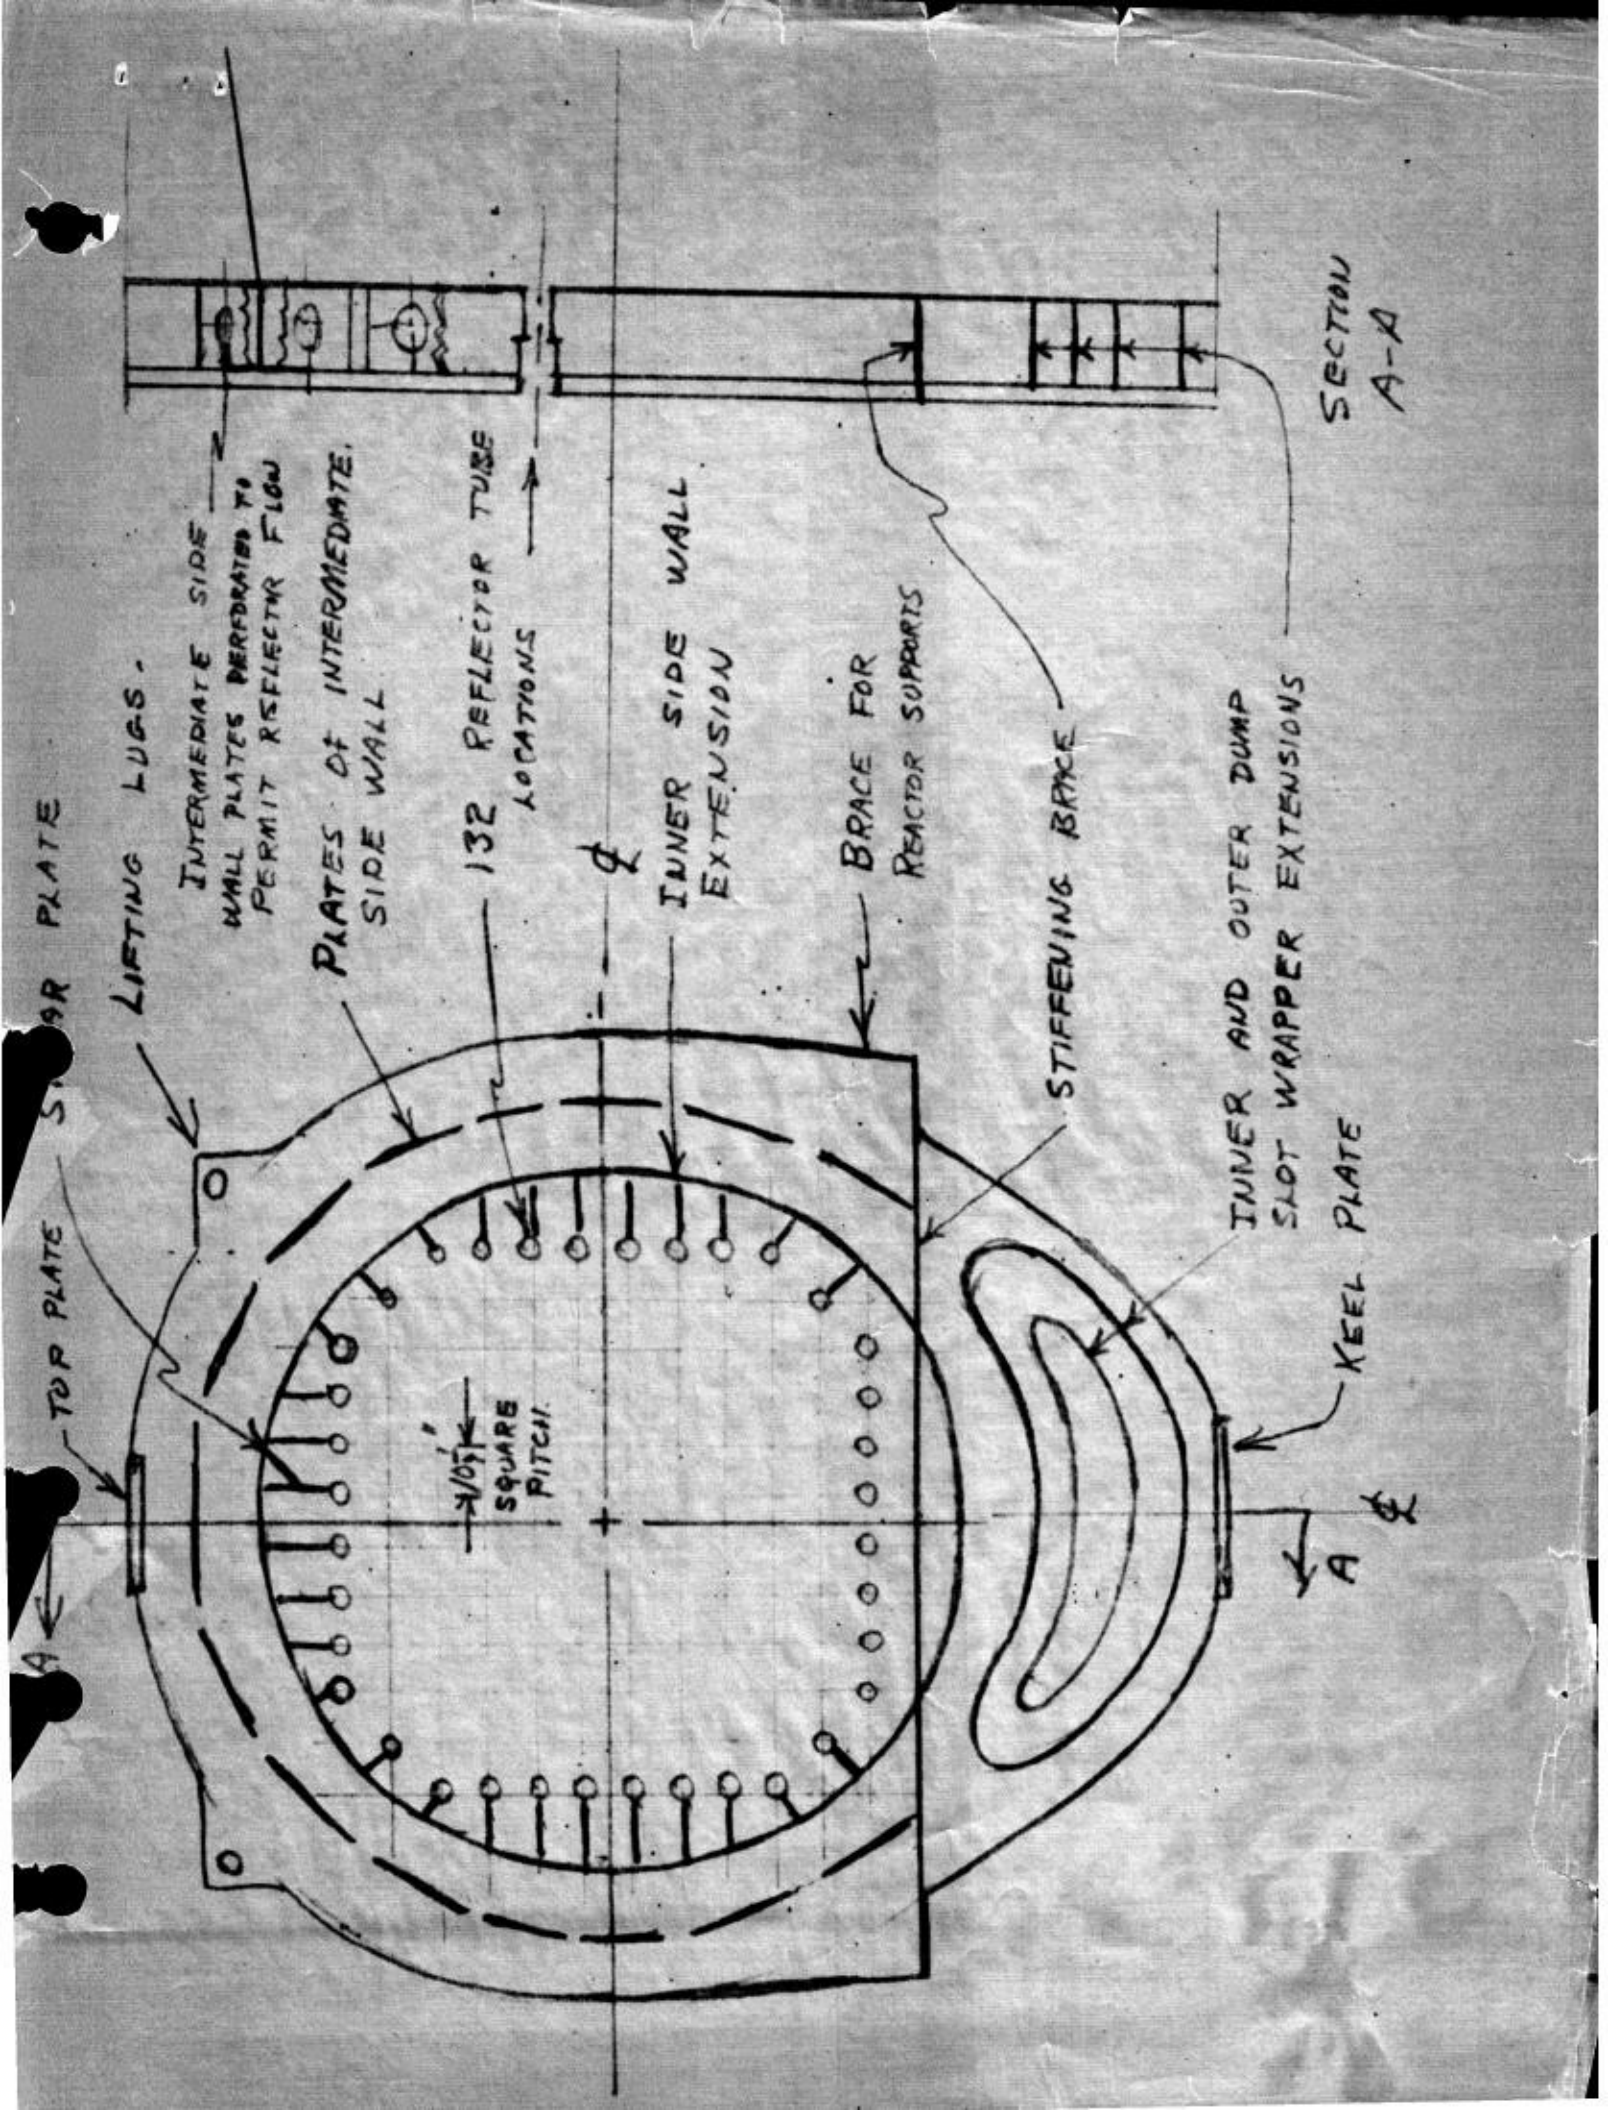 PLATE
TOP PLATE
LIFTING LUGS.
INTERMEDIATE SIDE
WALL PLATES PERFORATED TO
PERMIT REFLECTOR FLOW
PLATES OF INTERMEDIATE.
SIDE WALL
132 REFLECTOR TUBE
LOCATIONS
SQUARE
PITCH.
℄
INNER SIDE WALL
EXTENSION
BRACE FOR
REACTOR SUPPORTS
STIFFENING BRACE
INNER AND OUTER DUMP
SLOT WRAPPER EXTENSIONS
KEEL PLATE
A
A
℄
SECTION
A-A